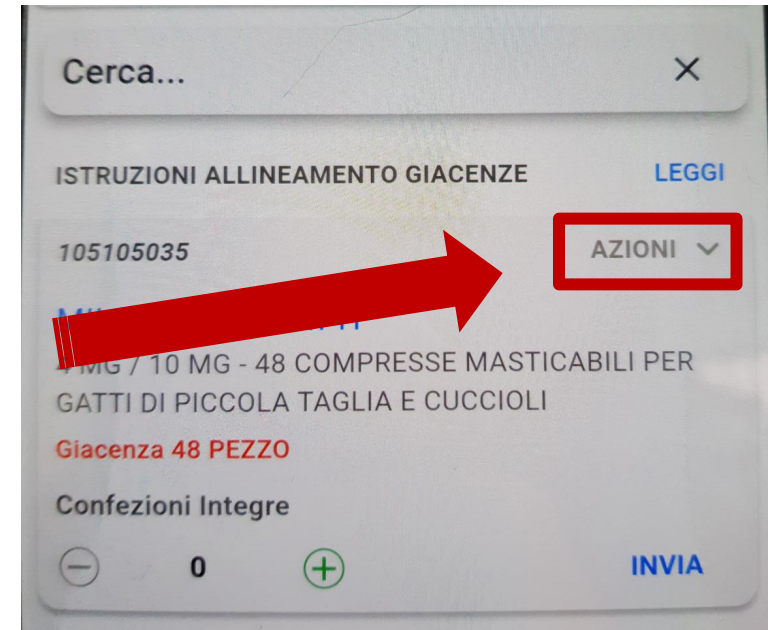 Cerca...
ISTRUZIONI ALLINEAMENTO GIACENZE LEGGI
105105035 AZIONI
MG / 10 MG - 48 COMPRESSE MASTICABILI PER
GATTI DI PICCOLA TAGLIA E CUCCIOLI
Giacenza 48 PEZZO
Confezioni Integre
0 INVIA